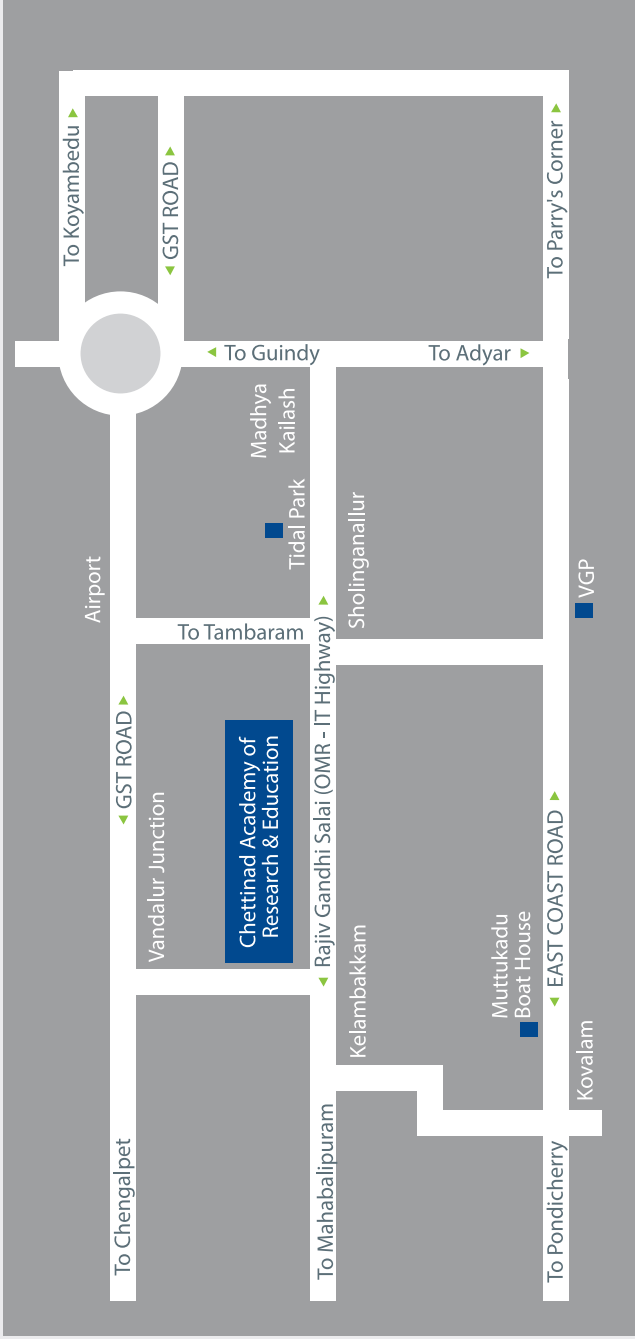 To Koyambedu
GST ROAD
To Parry's Corner
To Guindy
To Adyar
Madhya
Kailash
Tidal Park
Sholinganallur
Airport
VGP
To Tambaram
GST ROAD
Vandalur Junction
Chettinad Academy of
Research & Education
Rajiv Gandhi Salai (OMR - IT Highway)
EAST COAST ROAD
Muttukadu
Boat House
Kelambakkam
Kovalam
To Chengalpet
To Mahabalipuram
To Pondicherry